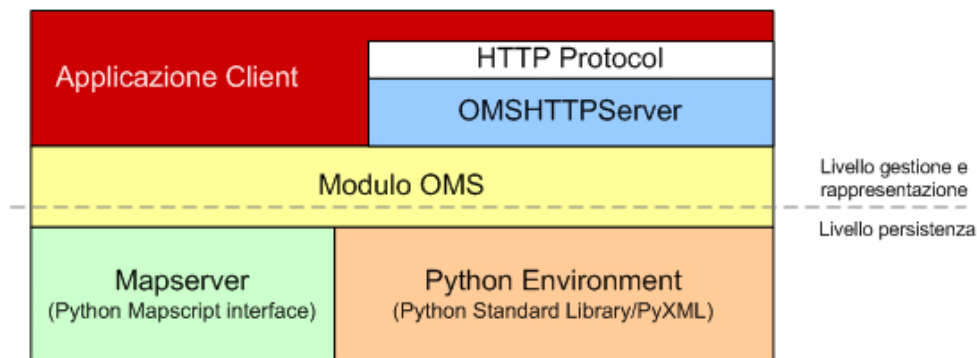 HTTP Protocol
Applicazione Client
OMSHTTPServer
Modulo OMS
Livello gestione e
rappresentazione
Livello persistenza
Mapserver
(Python Mapscript interface)
Python Environment
(Python Standard Library/PyXML)